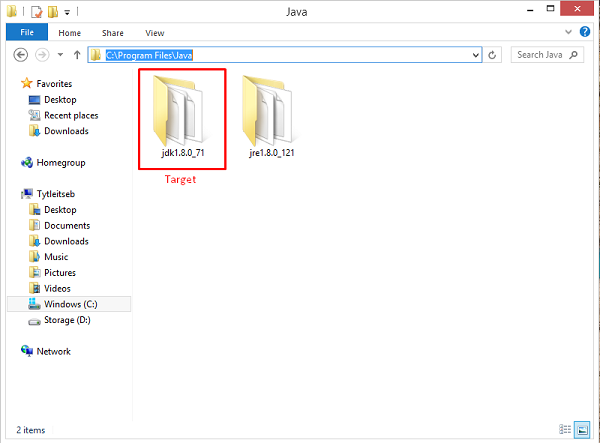 Java
File
Home
Share
View
C:\Program Files\Java
Search Java
Favorites
Desktop
Recent places
Downloads
Homegroup
Tytleitseb
Desktop
Documents
Downloads
Music
Pictures
Videos
Windows (C:)
Storage (D:)
Network
jdk1.8.0_71
jre1.8.0_121
Target
2 items